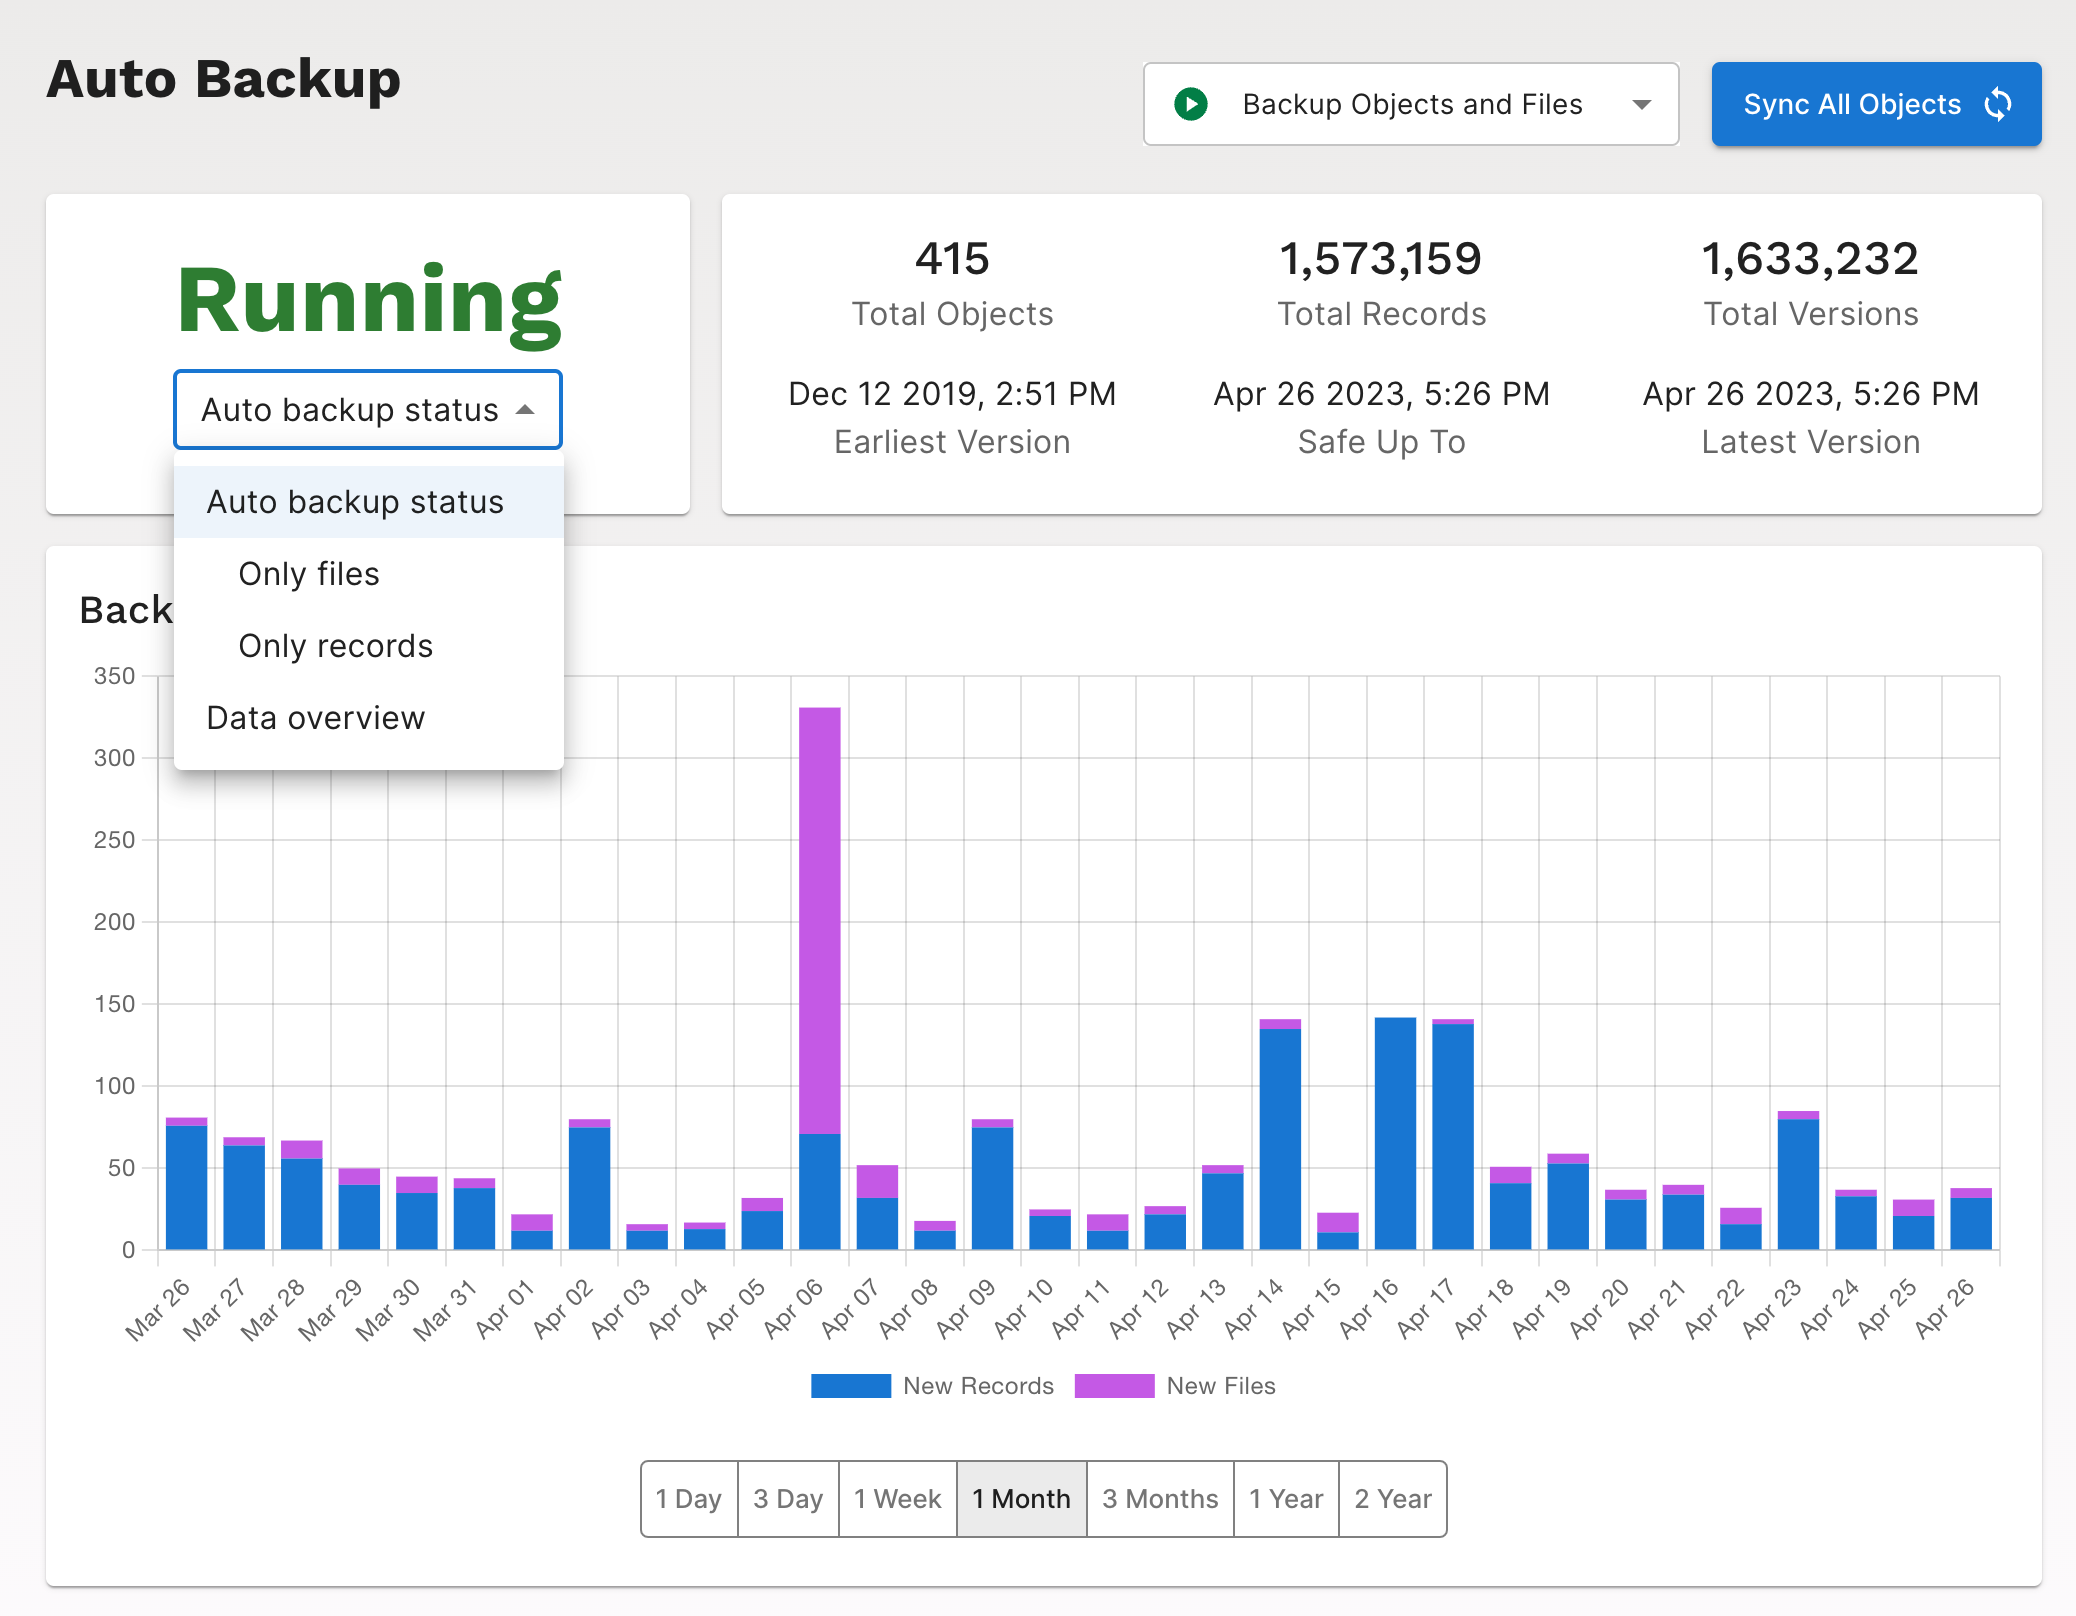 Auto Backup
Backup Objects and Files
Sync All Objects
Running
Auto backup status
Auto backup status
Only files
Only records
Data overview
415
Total Objects
1,573,159
Total Records
1,633,232
Total Versions
Dec 12 2019, 2:51 PM
Earliest Version
Apr 26 2023, 5:26 PM
Safe Up To
Apr 26 2023, 5:26 PM
Latest Version
Back
350
300
250
200
150
100
50
0
Mar 26
Mar 27
Mar 28
Mar 29
Mar 30
Mar 31
Apr 01
Apr 02
Apr 03
Apr 04
Apr 05
Apr 06
Apr 07
Apr 08
Apr 09
Apr 10
Apr 11
Apr 12
Apr 13
Apr 14
Apr 15
Apr 16
Apr 17
Apr 18
Apr 19
Apr 20
Apr 21
Apr 22
Apr 23
Apr 24
Apr 25
Apr 26
New Records
New Files
1 Day
3 Day
1 Week
1 Month
3 Months
1 Year
2 Year